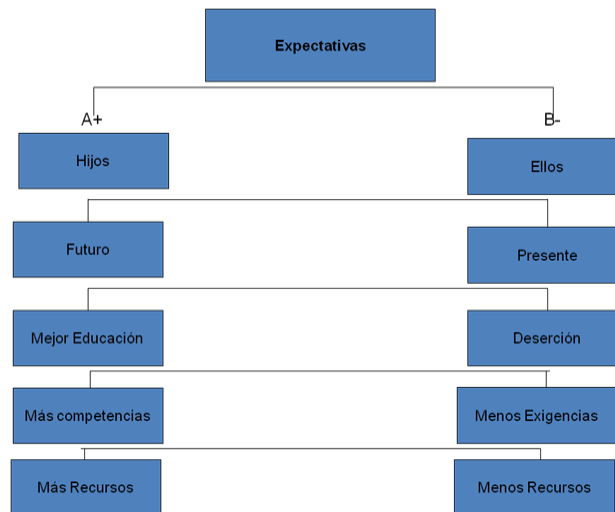 Expectativas
A+
B-
Hijos
Ellos
Futuro
Presente
Mejor Educación
Deserción
Más competencias
Menos Exigencias
Más Recursos
Menos Recursos